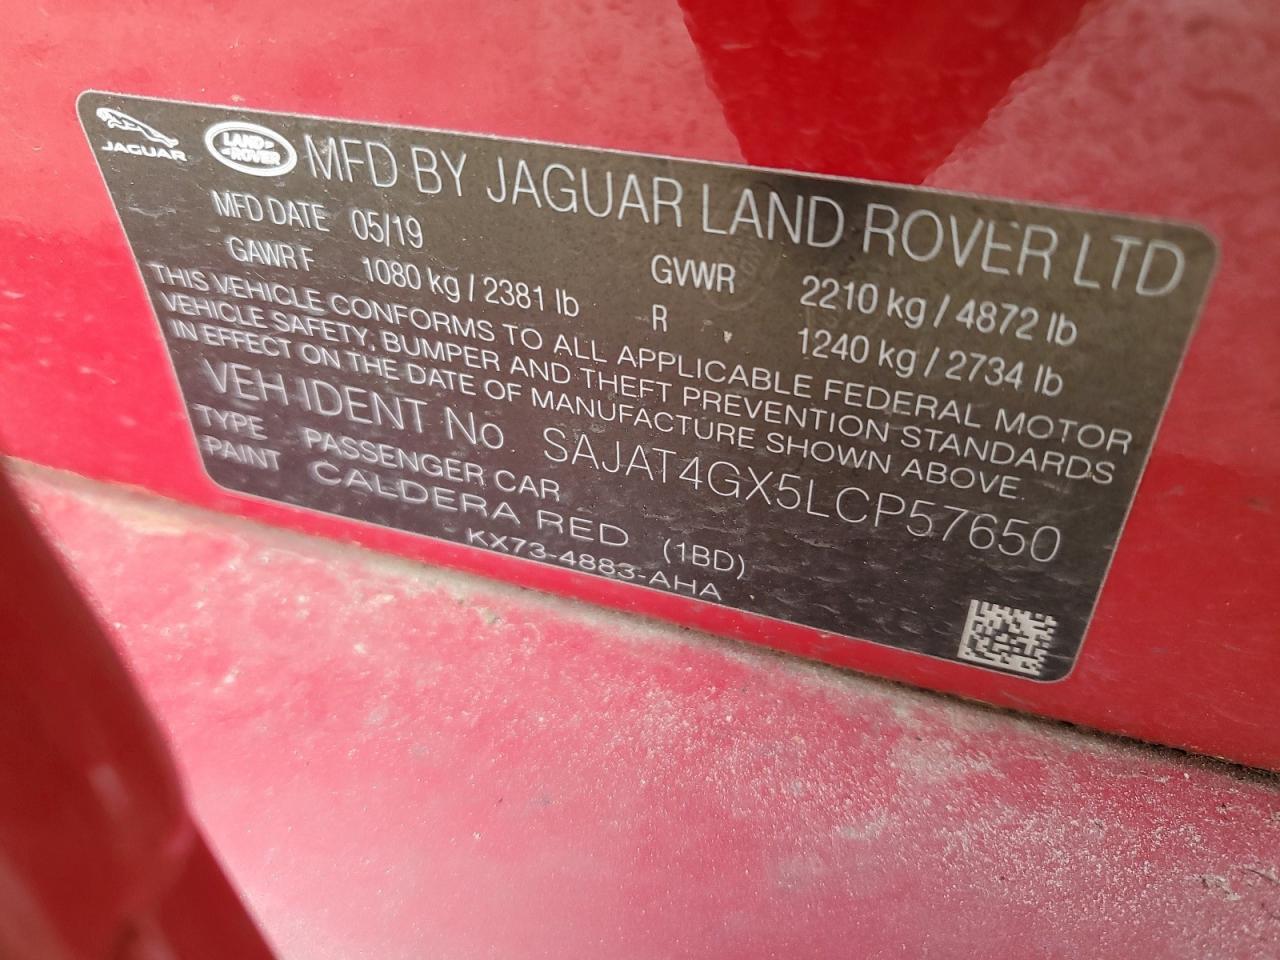 JAGUAR LAND ROVER MFD BY JAGUAR LAND ROVER LTD
MFD DATE 05/19 GVWR 2210 kg / 4872 lb
GAWR F 1080 kg / 2381 lb R 1240 kg / 2734 lb
THIS VEHICLE CONFORMS TO ALL APPLICABLE FEDERAL MOTOR
VEHICLE SAFETY, BUMPER AND THEFT PREVENTION STANDARDS
IN EFFECT ON THE DATE OF MANUFACTURE SHOWN ABOVE.
VEH IDENT No SAJAT4GX5LCP57650
TYPE PASSENGER CAR
PAINT CALDERA RED (1BD)
KX73-4883-AHA